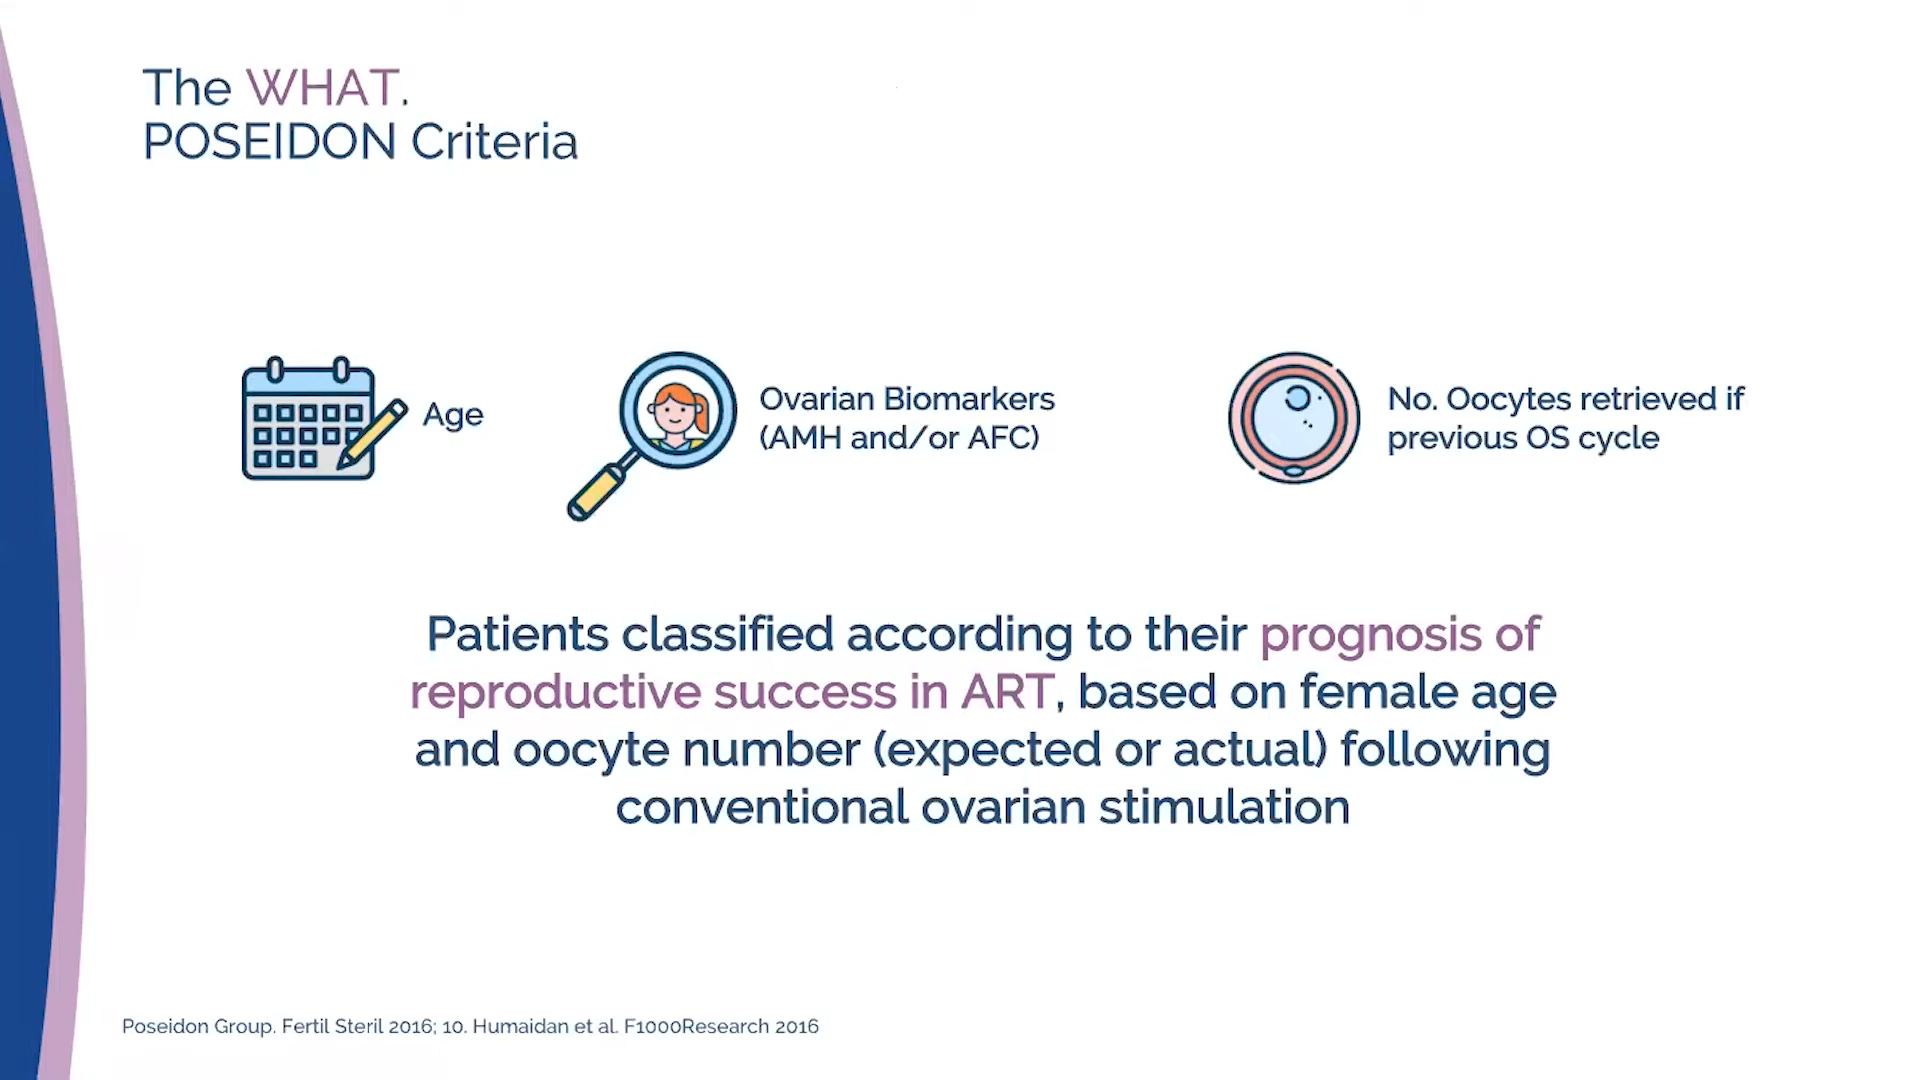 The WHAT.
POSEIDON Criteria
Age
Ovarian Biomarkers
(AMH and/or AFC)
No. Oocytes retrieved if
previous OS cycle
Patients classified according to their prognosis of
reproductive success in ART, based on female age
and oocyte number (expected or actual) following
conventional ovarian stimulation
Poseidon Group. Fertil Steril 2016; 10. Humaidan et al. F1000Research 2016